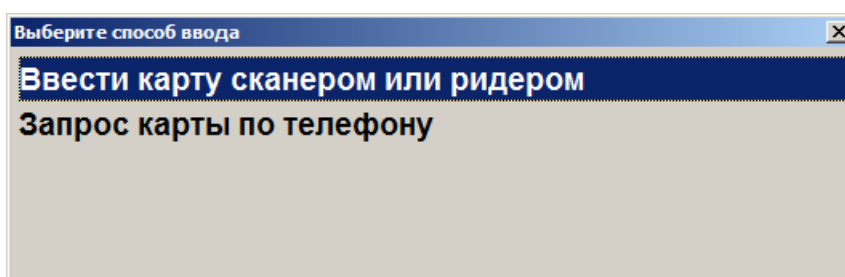 Выберите способ ввода
Ввести карту сканером или ридером
Запрос карты по телефону